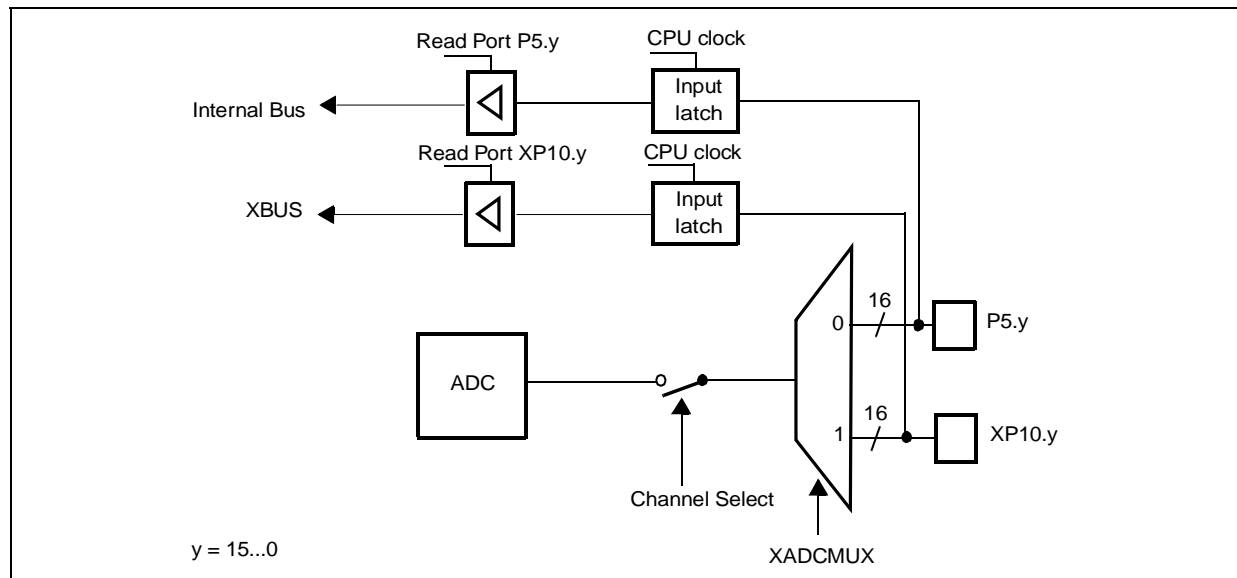 Read Port P5.y
CPU clock
Internal Bus
Input
latch
Read Port XP10.y
CPU clock
XBUS
Input
latch
16
0
P5.y
ADC
16
1
XP10.y
Channel Select
XADCMUX
y = 15...0